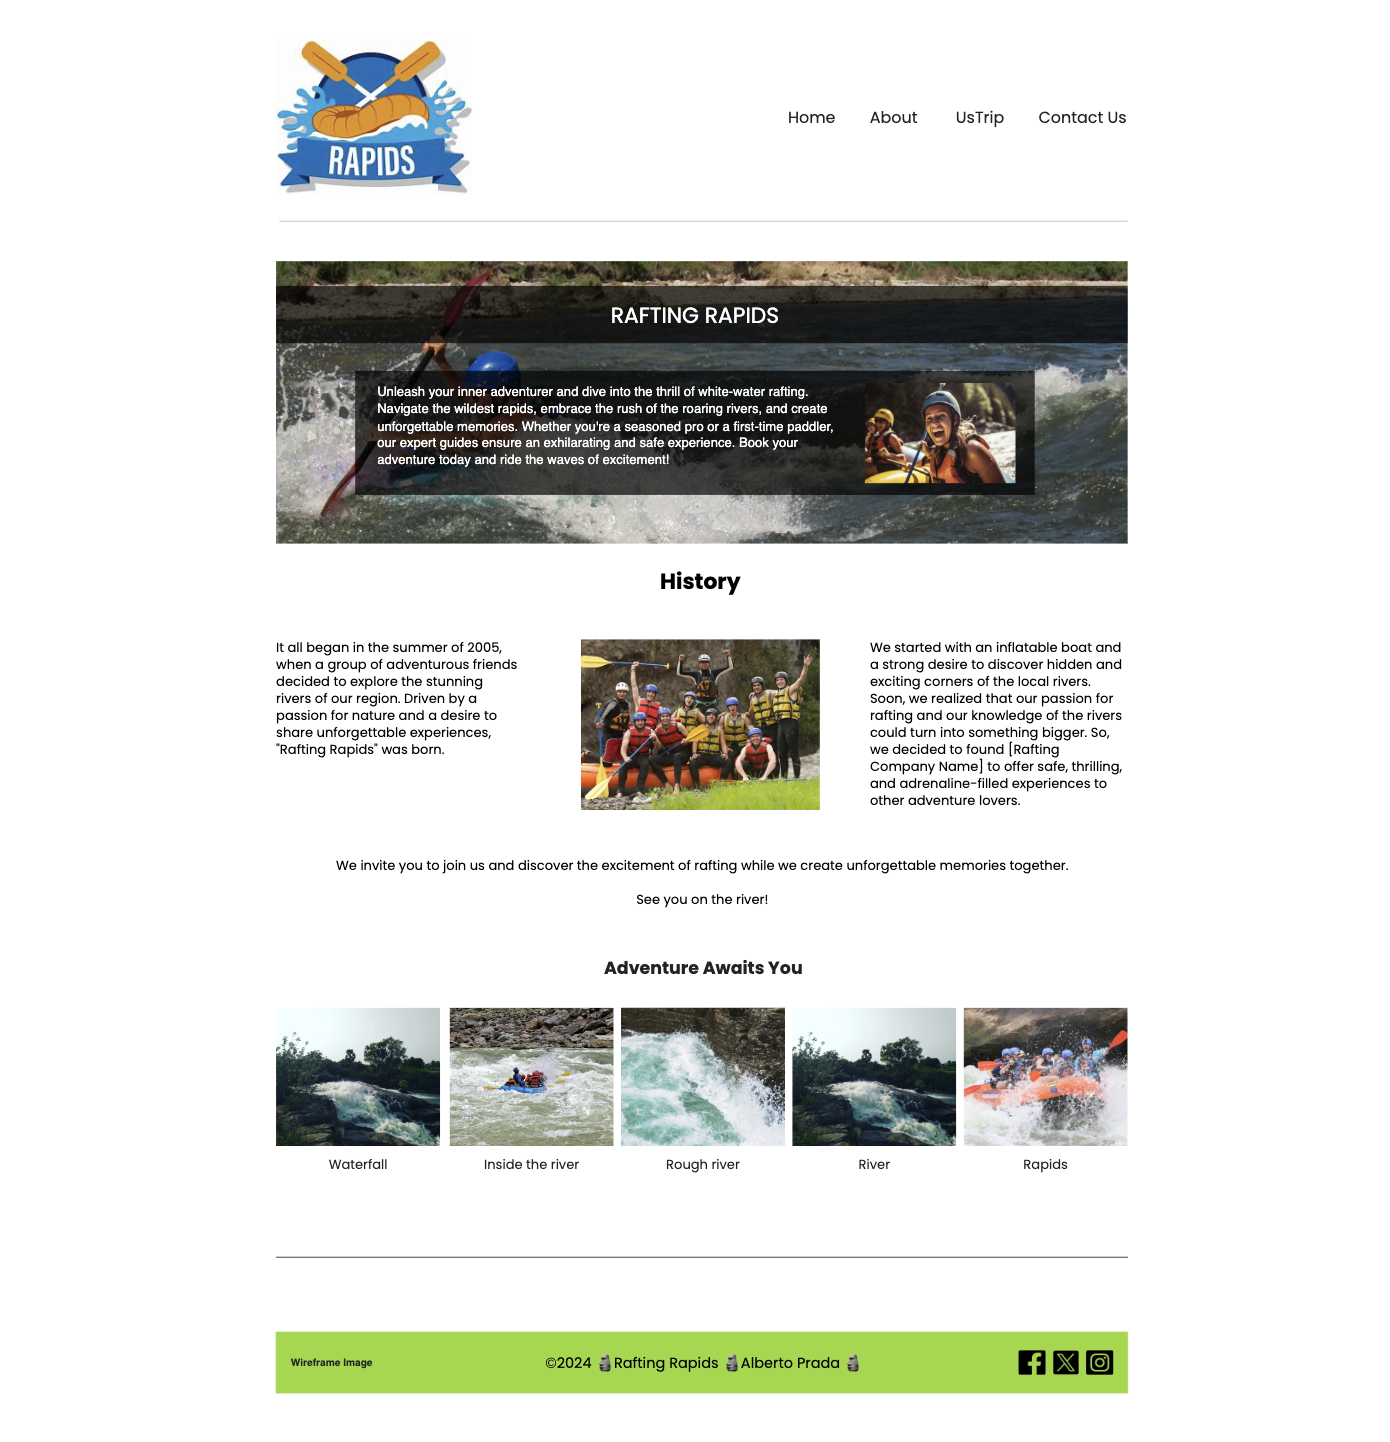 RAPIDS
Home About UsTrip Contact Us
RAFTING RAPIDS
Unleash your inner adventurer and dive into the thrill of white-water rafting.
Navigate the wildest rapids, embrace the rush of the roaring rivers, and create
unforgettable memories. Whether you're a seasoned pro or a first-time paddler,
our expert guides ensure an exhilarating and safe experience. Book your
adventure today and ride the waves of excitement!
History
It all began in the summer of 2005,
when a group of adventurous friends
decided to explore the stunning
rivers of our region. Driven by a
passion for nature and a desire to
share unforgettable experiences,
"Rafting Rapids" was born.
We started with an inflatable boat and
a strong desire to discover hidden and
exciting corners of the local rivers.
Soon, we realized that our passion for
rafting and our knowledge of the rivers
could turn into something bigger. So,
we decided to found [Rafting
Company Name] to offer safe, thrilling,
and adrenaline-filled experiences to
other adventure lovers.
We invite you to join us and discover the excitement of rafting while we create unforgettable memories together.
See you on the river!
Adventure Awaits You
Waterfall
Inside the river
Rough river
River
Rapids
Wireframe Image
©2024 Rafting Rapids Alberto Prada